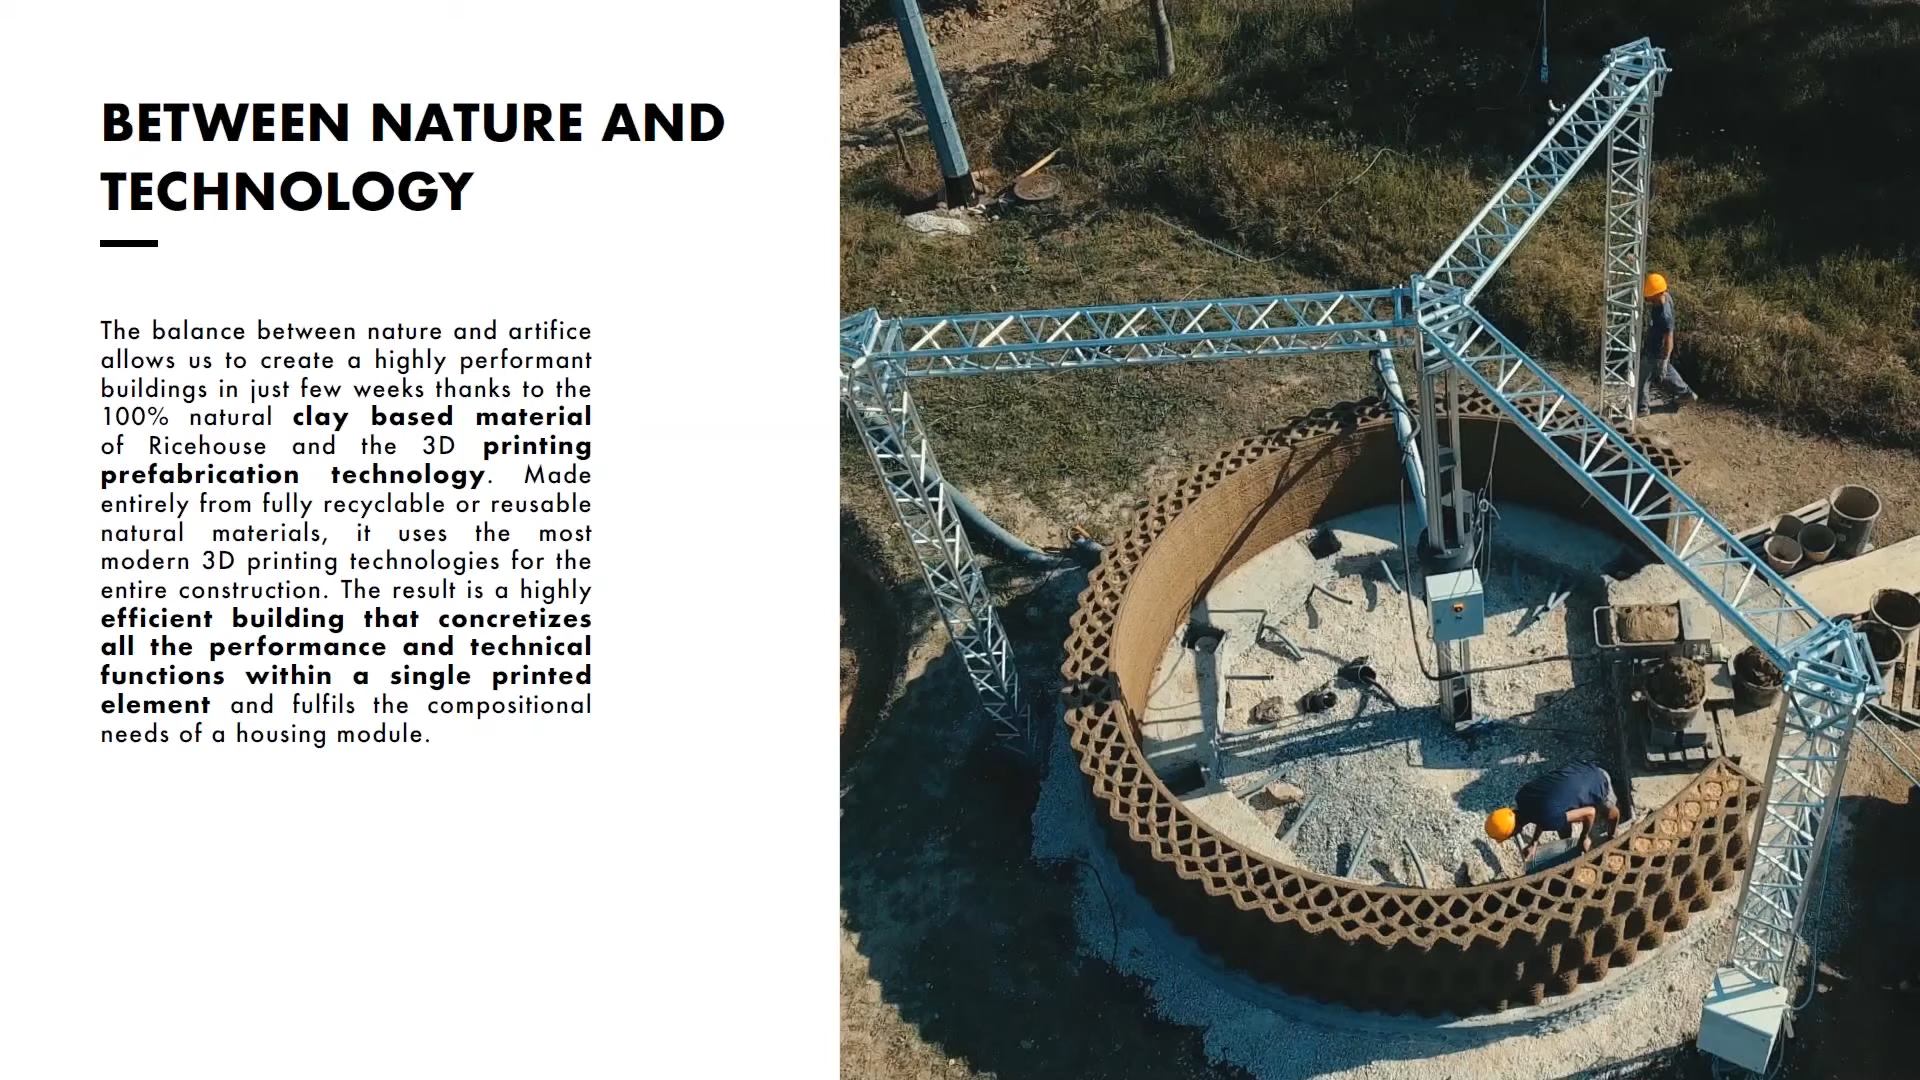 BETWEEN NATURE AND
TECHNOLOGY
The balance between nature and artifice
allows us to create a highly performant
buildings in just few weeks thanks to the
100% natural clay based material
of Ricehouse and the 3D printing
prefabrication technology. Made
entirely from fully recyclable or reusable
natural materials, it uses the most
modern 3D printing technologies for the
entire construction. The result is a highly
efficient building that concretizes
all the performance and technical
functions within a single printed
element and fulfils the compositional
needs of a housing module.